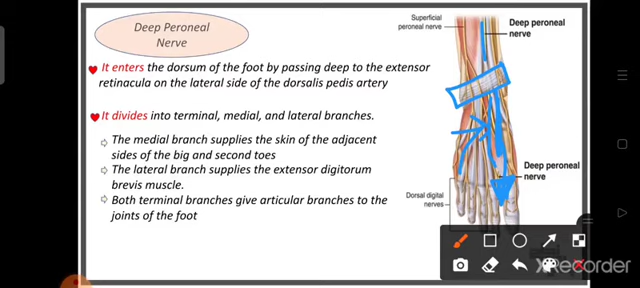 Deep Peroneal
Nerve
It enters the dorsum of the foot by passing deep to the extensor
retinacula on the lateral side of the dorsalis pedis artery
It divides into terminal, medial, and lateral branches.
The medial branch supplies the skin of the adjacent
sides of the big and second toes
The lateral branch supplies the extensor digitorum
brevis muscle.
Both terminal branches give articular branches to the
joints of the foot
Superficial
peroneal nerve
Deep peroneal
nerve
Deep peroneal
nerve
Dorsal digital
nerves
XRecorder